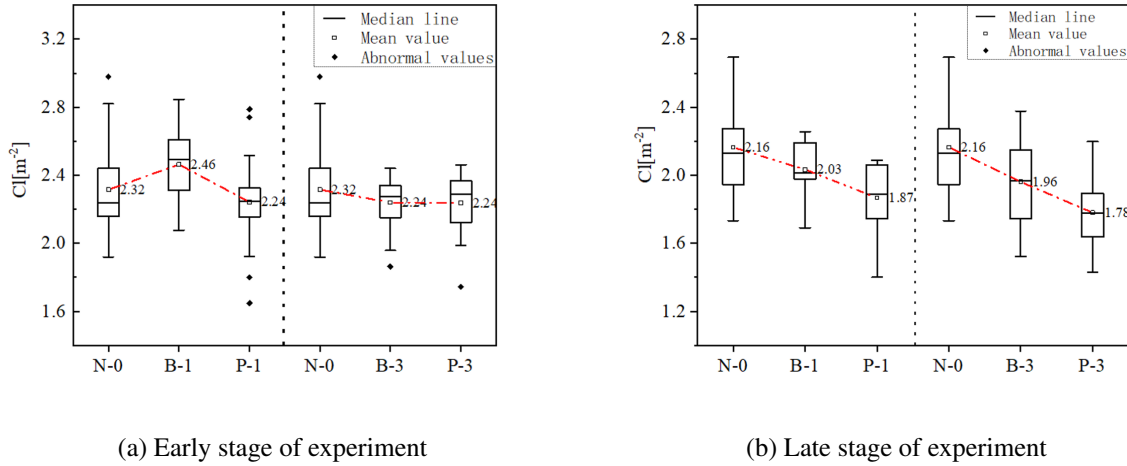 Median line
Mean value
Abnormal values
3.2
2.8
2.4
2.0
1.6
Cl[m-2]
2.32
2.46
2.24
2.32
2.24
2.24
N-0 B-1 P-1 N-0 B-3 P-3
(a) Early stage of experiment
Median line
Mean value
Abnormal values
2.8
2.4
2.0
1.6
1.2
Cl[m-2]
2.16
2.03
1.87
2.16
1.96
1.78
N-0 B-1 P-1 N-0 B-3 P-3
(b) Late stage of experiment